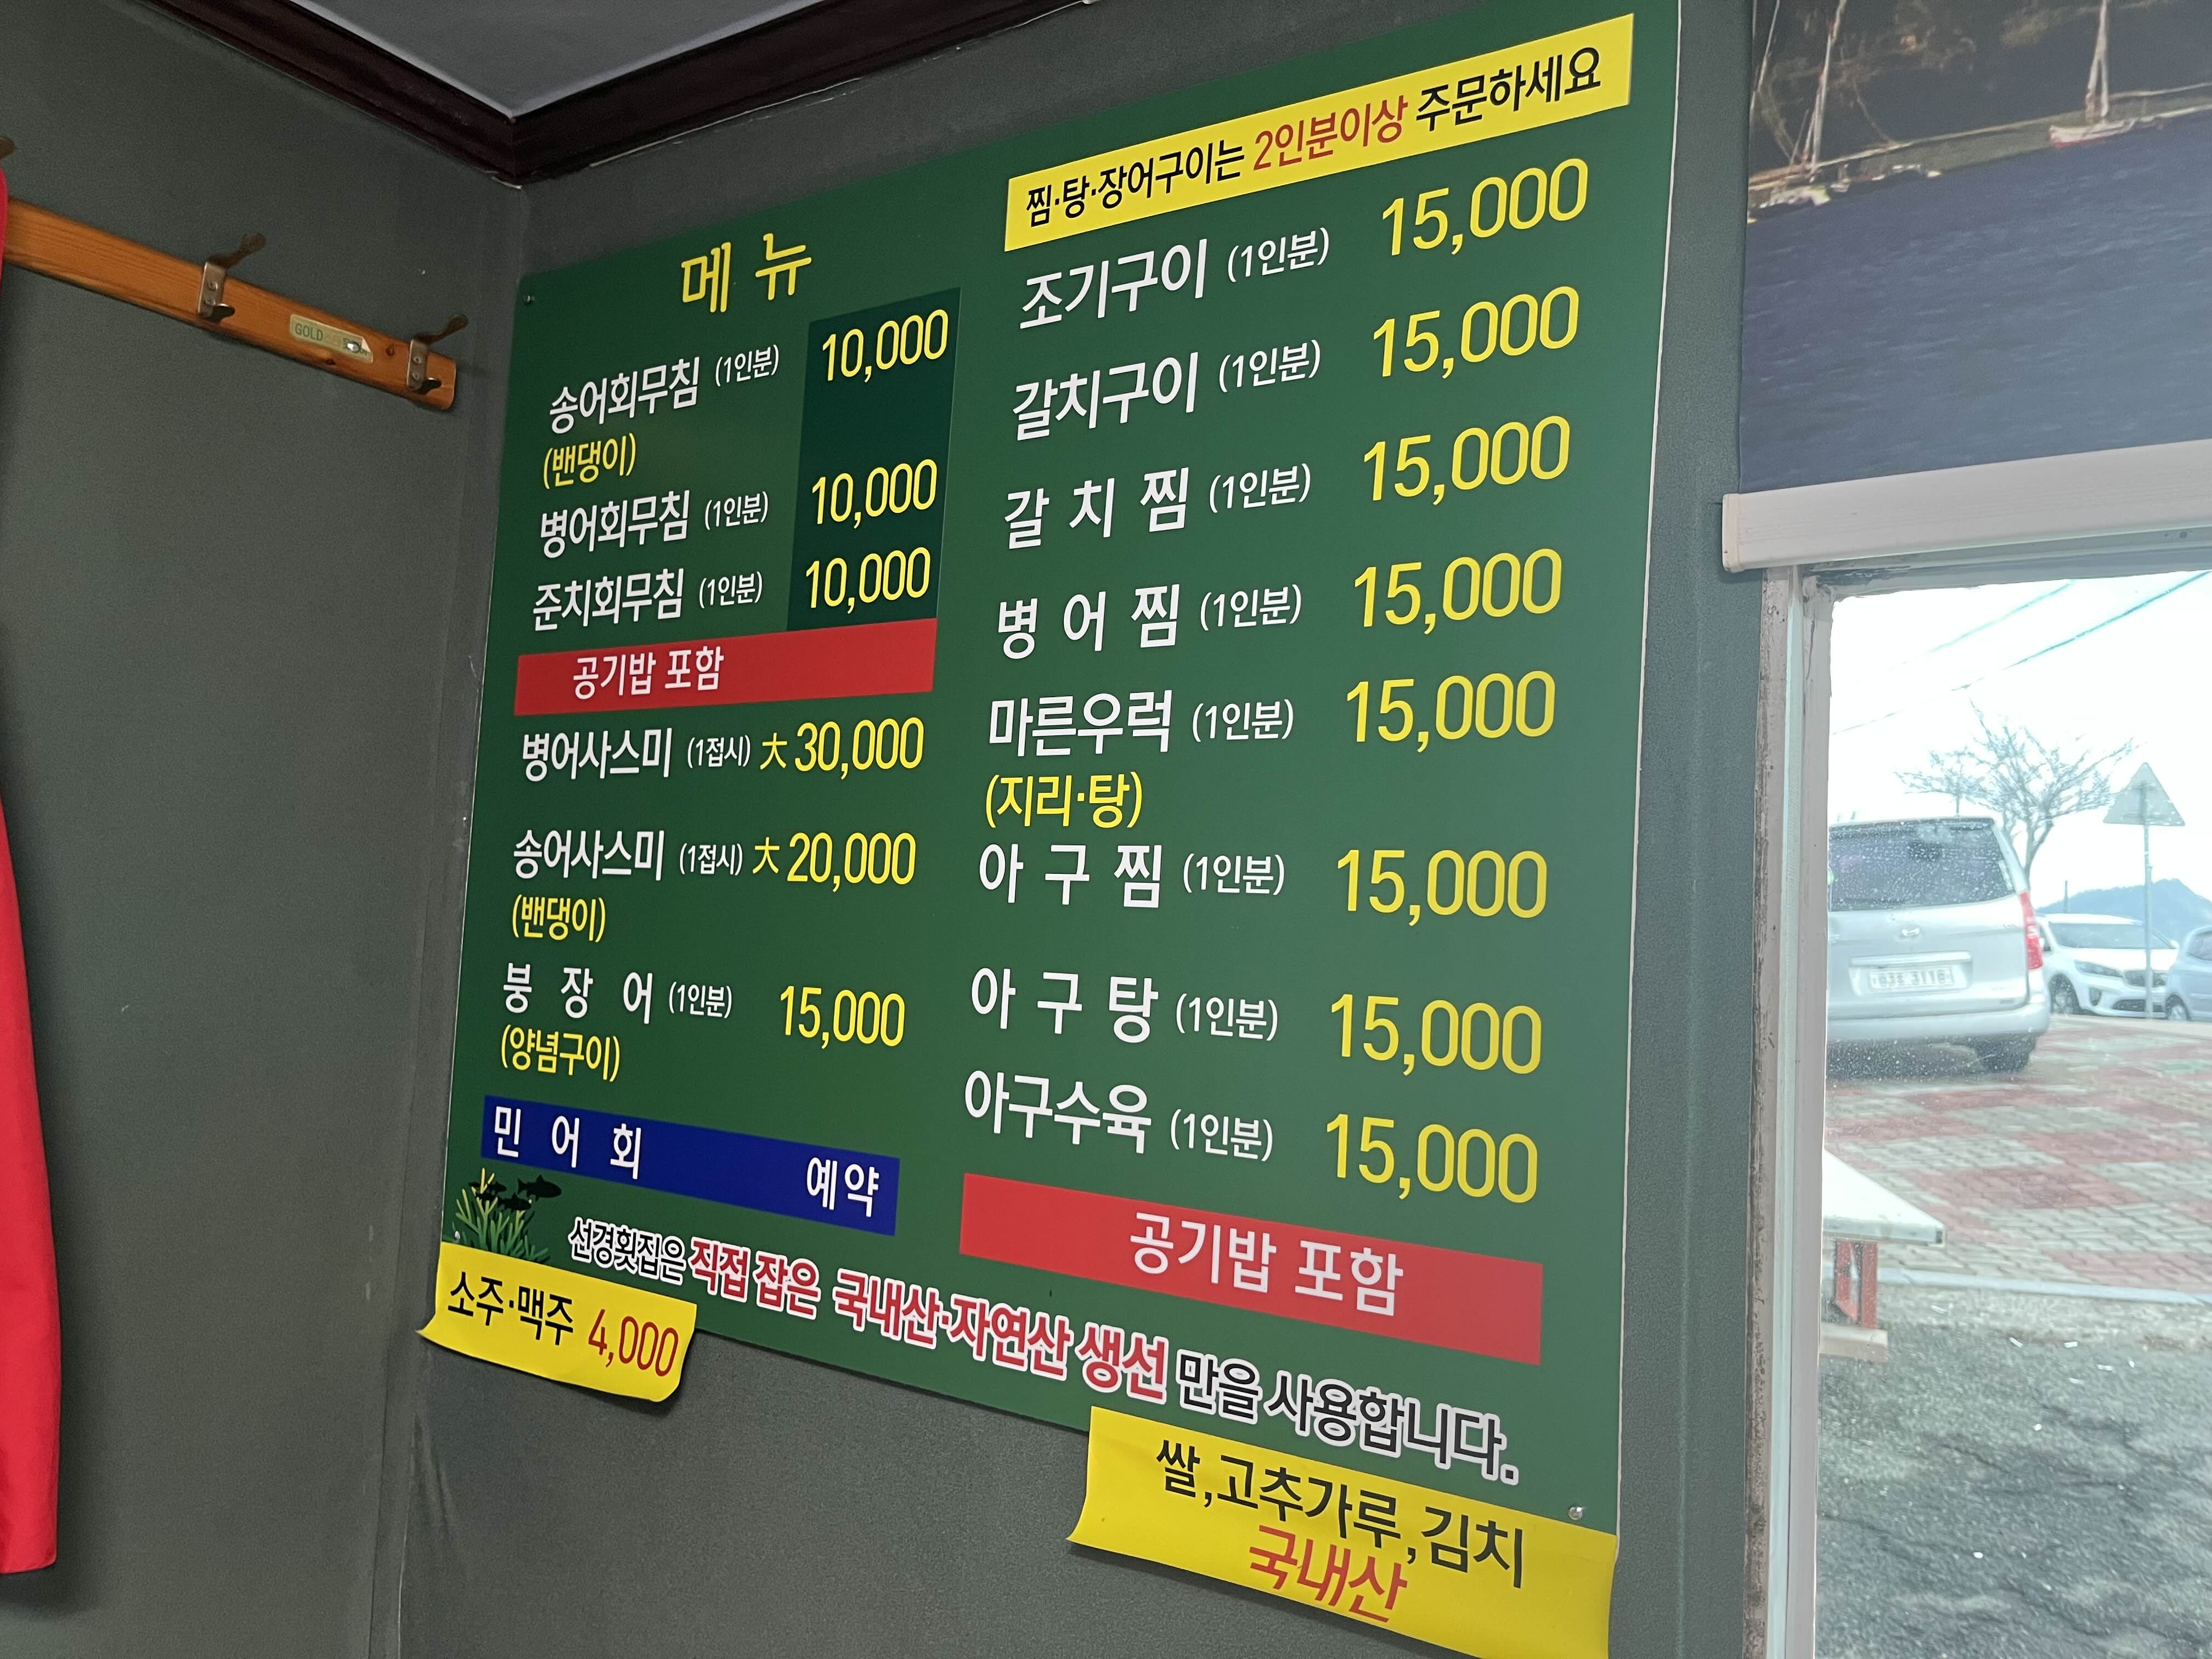 메뉴
송어회무침 (1인분) 10,000
(밴댕이)
병어회무침 (1인분) 10,000
준치회무침 (1인분) 10,000
공기밥 포함
병어사스미 (1접시) 大 30,000
송어사스미 (1접시) 大 20,000
(밴댕이)
붕장어 (1인분) 15,000
(양념구이)
민어회 예약
찜·탕·장어구이는 2인분이상 주문하세요
조기구이 (1인분) 15,000
갈치구이 (1인분) 15,000
갈치찜 (1인분) 15,000
병어찜 (1인분) 15,000
마른우럭 (1인분) 15,000
(지리·탕)
아구찜 (1인분) 15,000
아구탕 (1인분) 15,000
아구수육 (1인분) 15,000
공기밥 포함
선경횟집은 직접 잡은 국내산·자연산 생선 만을 사용합니다.
소주·맥주 4,000
쌀,고추가루,김치
국내산
GOLD